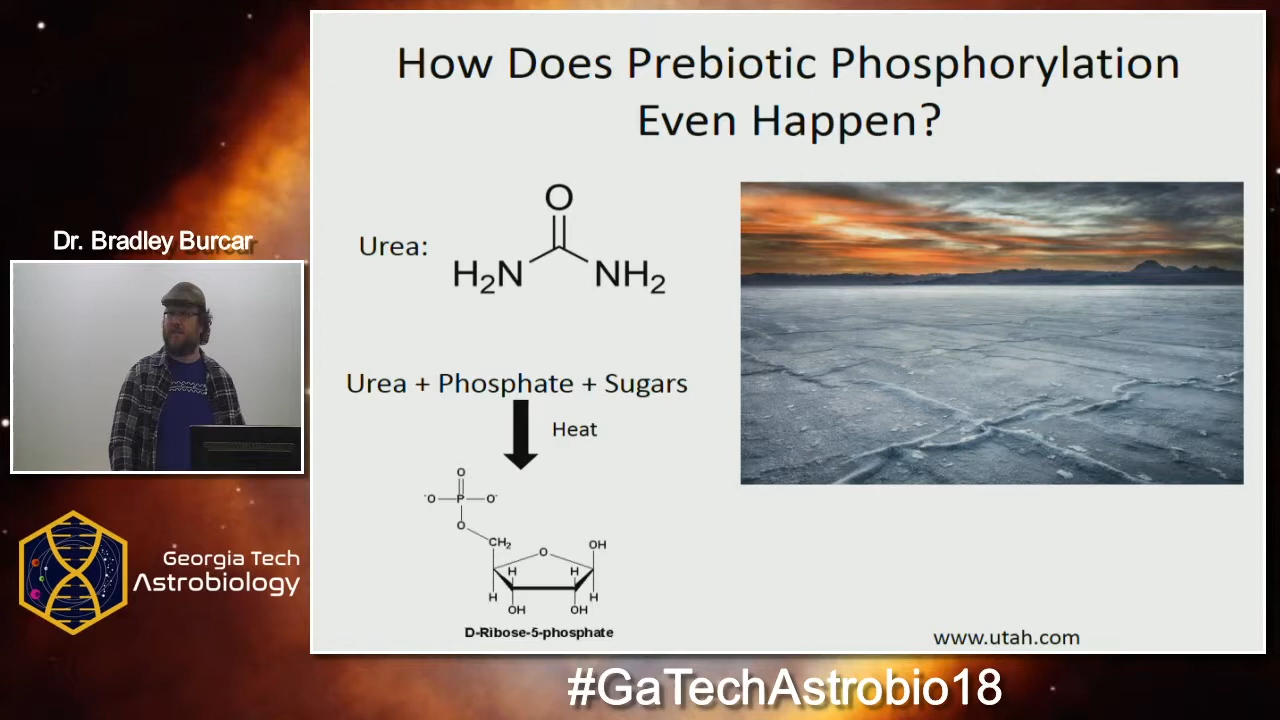 How Does Prebiotic Phosphorylation
Even Happen?
Dr. Bradley Burcar
Urea:
O
H₂N
NH₂
Urea + Phosphate + Sugars
Heat
O
⁻O
P
O⁻
O
CH₂
O
OH
H
H
H
H
OH
OH
D-Ribose-5-phosphate
www.utah.com
Georgia Tech
Astrobiology
#GaTechAstrobio18